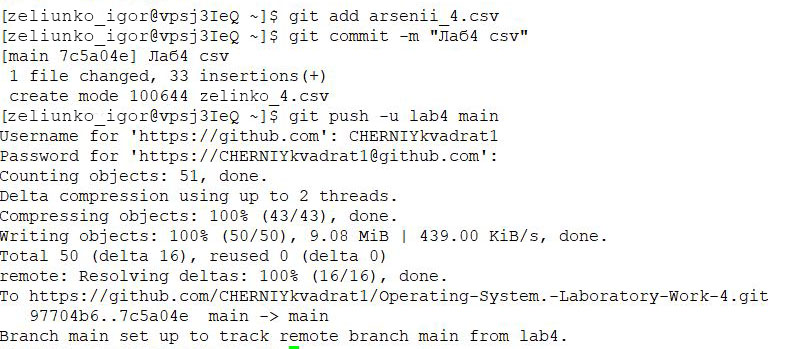 [zeliunko_igor@vpsj3IeQ ~]$ git add arsenii_4.csv
[zeliunko_igor@vpsj3IeQ ~]$ git commit -m "Лаб4 csv"
[main 7c5a04e] Лаб4 csv
 1 file changed, 33 insertions(+)
 create mode 100644 zelinko_4.csv
[zeliunko_igor@vpsj3IeQ ~]$ git push -u lab4 main
Username for 'https://github.com': CHERNIYkvadrat1
Password for 'https://CHERNIYkvadrat1@github.com':
Counting objects: 51, done.
Delta compression using up to 2 threads.
Compressing objects: 100% (43/43), done.
Writing objects: 100% (50/50), 9.08 MiB | 439.00 KiB/s, done.
Total 50 (delta 16), reused 0 (delta 0)
remote: Resolving deltas: 100% (16/16), done.
To https://github.com/CHERNIYkvadrat1/Operating-System.-Laboratory-Work-4.git
   97704b6..7c5a04e  main -> main
Branch main set up to track remote branch main from lab4.